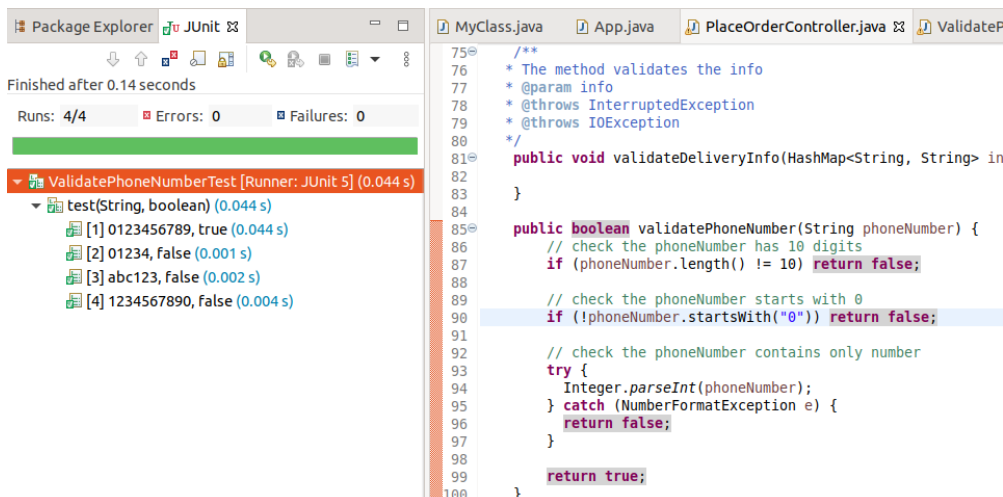 Package Explorer JUnit
Finished after 0.14 seconds
Runs: 4/4 Errors: 0 Failures: 0
ValidatePhoneNumberTest [Runner: JUnit 5] (0.044 s)
test(String, boolean) (0.044 s)
[1] 0123456789, true (0.044 s)
[2] 01234, false (0.001 s)
[3] abc123, false (0.002 s)
[4] 1234567890, false (0.004 s)
MyClass.java App.java PlaceOrderController.java ValidateP
75 /**
76 * The method validates the info
77 * @param info
78 * @throws InterruptedException
79 * @throws IOException
80 */
81 public void validateDeliveryInfo(HashMap<String, String> in
82
83 }
84
85 public boolean validatePhoneNumber(String phoneNumber) {
86 // check the phoneNumber has 10 digits
87 if (phoneNumber.length() != 10) return false;
88
89 // check the phoneNumber starts with 0
90 if (!phoneNumber.startsWith("0")) return false;
91
92 // check the phoneNumber contains only number
93 try {
94 Integer.parseInt(phoneNumber);
95 } catch (NumberFormatException e) {
96 return false;
97 }
98
99 return true;
100 }